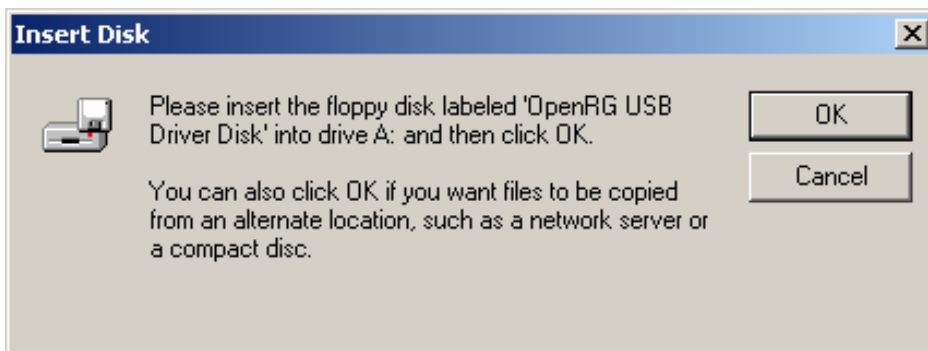 Insert Disk
Please insert the floppy disk labeled 'OpenRG USB
Driver Disk' into drive A: and then click OK.
You can also click OK if you want files to be copied
from an alternate location, such as a network server or
a compact disc.
OK
Cancel